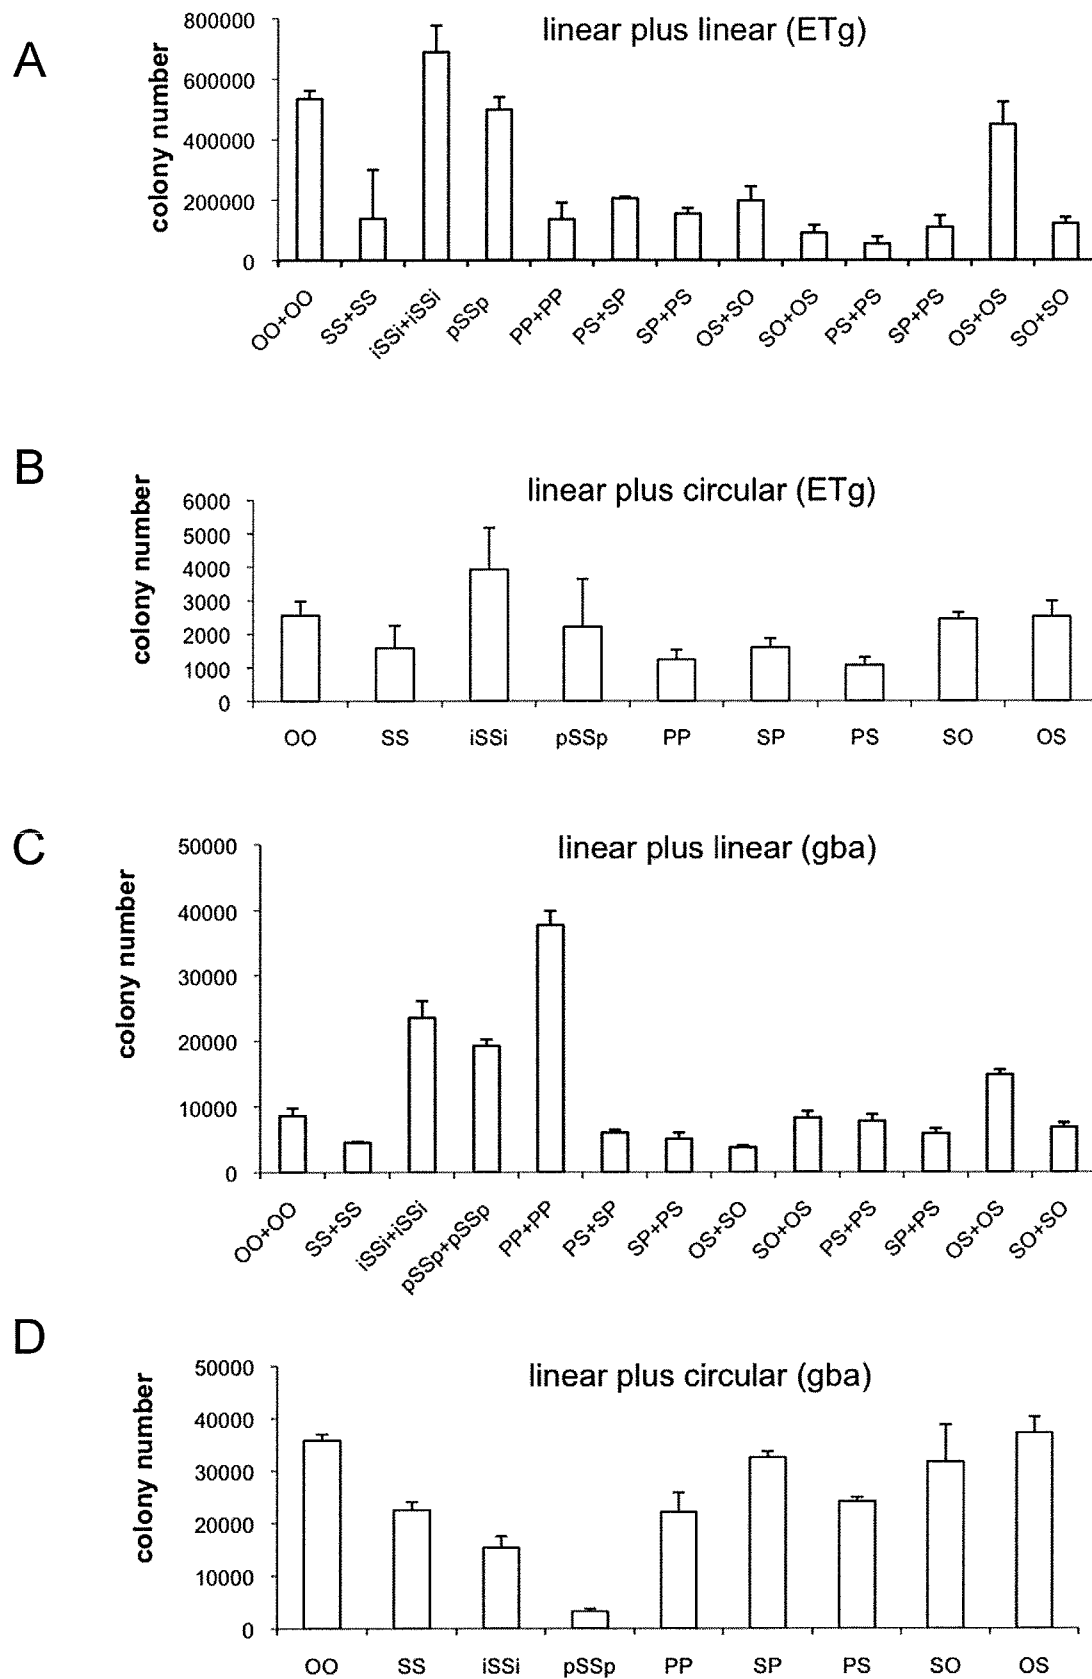 A
linear plus linear (ETg)
colony number
800000
600000
400000
200000
0
OO+OO
SS+SS
iSSi+iSSi
pSSp
PP+PP
PS+SP
SP+PS
OS+SO
SO+OS
PS+PS
SP+PS
OS+OS
SO+SO
B
linear plus circular (ETg)
colony number
6000
5000
4000
3000
2000
1000
0
OO
SS
iSSi
pSSp
PP
SP
PS
SO
OS
C
linear plus linear (gba)
colony number
50000
40000
30000
20000
10000
0
OO+OO
SS+SS
iSSi+iSSi
pSSp+pSSp
PP+PP
PS+SP
SP+PS
OS+SO
SO+OS
PS+PS
SP+PS
OS+OS
SO+SO
D
linear plus circular (gba)
colony number
50000
40000
30000
20000
10000
0
OO
SS
iSSi
pSSp
PP
SP
PS
SO
OS